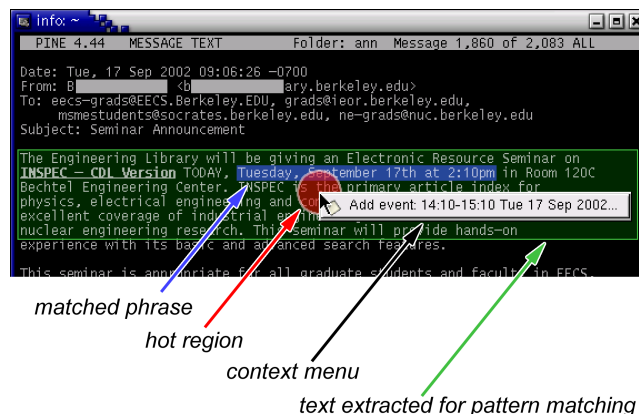 info: ~
PINE 4.44 MESSAGE TEXT Folder: ann Message 1,860 of 2,083 ALL
Date: Tue, 17 Sep 2002 09:06:26 -0700
From: B <b ary.berkeley.edu>
To: eecs-grads@EECS.Berkeley.EDU, grads@ieor.berkeley.edu,
msmestudents@socrates.berkeley.edu, ne-grads@nuc.berkeley.edu
Subject: Seminar Announcement
The Engineering Library will be giving an Electronic Resource Seminar on
INSPEC - CDL Version TODAY, Tuesday, September 17th at 2:10pm in Room 120C
Bechtel Engineering Center. INSPEC is the primary article index for
physics, electrical engineering and
Add event: 14:10-15:10 Tue 17 Sep 2002...
excellent coverage of industrial
nuclear engineering research. This seminar will provide hands-on
experience with its basic and advanced search features.
This seminar is appropriate for all graduate students and faculty in EECS,
matched phrase
hot region
context menu
text extracted for pattern matching